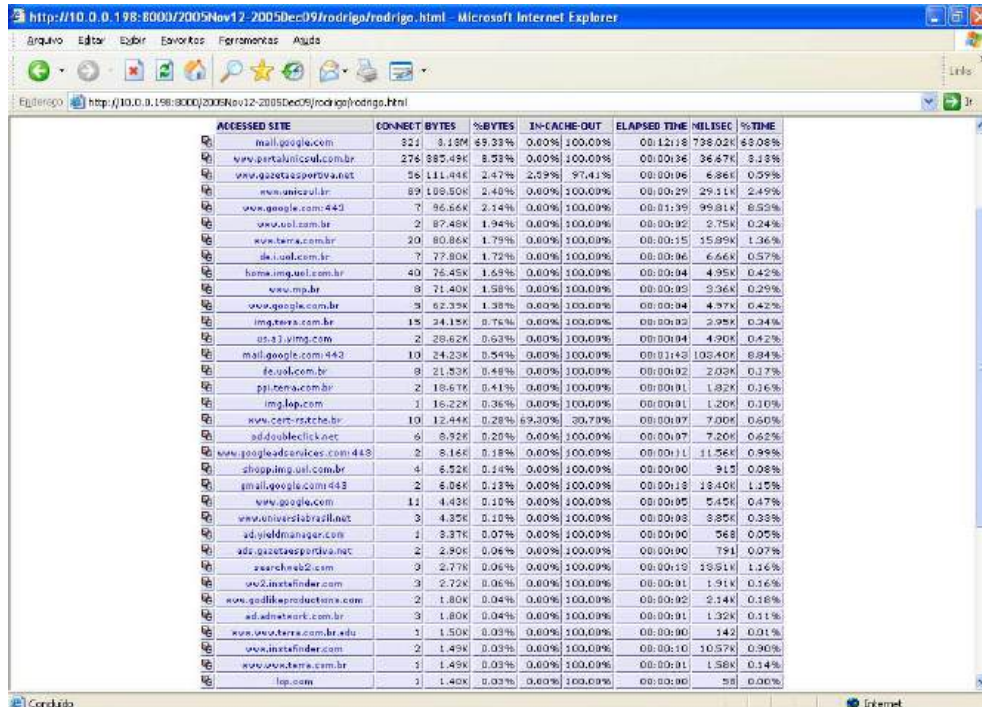 http://10.0.0.198:8000/2005Nov12-2005Dec09/rodrigo/rodrigo.html - Microsoft Internet Explorer
Arquivo Editar Exibir Favoritos Ferramentas Ajuda
Links
Endereço http://10.0.0.198:8000/2005Nov12-2005Dec09/rodrigo/rodrigo.html Ir
ACCESSED SITE CONNECT BYTES %BYTES IN-CACHE-OUT ELAPSED TIME MILISEC %TIME
mail.google.com 321 3.13M 69.33% 0.00% 100.00% 00:12:18 738.02K 63.08%
www.portalunicsul.com.br 276 385.49K 8.53% 0.00% 100.00% 00:00:36 36.67K 3.13%
www.gazetaesportiva.net 56 111.44K 2.47% 2.59% 97.41% 00:00:06 6.86K 0.59%
www.unicsul.br 89 108.50K 2.40% 0.00% 100.00% 00:00:29 29.11K 2.49%
www.google.com:443 7 96.66K 2.14% 0.00% 100.00% 00:01:39 99.81K 8.53%
www.uol.com.br 2 87.48K 1.94% 0.00% 100.00% 00:00:02 2.75K 0.24%
www.terra.com.br 20 80.86K 1.79% 0.00% 100.00% 00:00:15 15.89K 1.36%
de.i.uol.com.br 7 77.80K 1.72% 0.00% 100.00% 00:00:06 6.66K 0.57%
home.img.uol.com.br 40 76.45K 1.69% 0.00% 100.00% 00:00:04 4.95K 0.42%
www.mp.br 8 71.40K 1.58% 0.00% 100.00% 00:00:03 3.36K 0.29%
www.google.com.br 5 62.39K 1.38% 0.00% 100.00% 00:00:04 4.97K 0.42%
img.terra.com.br 15 34.15K 0.76% 0.00% 100.00% 00:00:03 3.95K 0.34%
us.a1.yimg.com 2 28.62K 0.63% 0.00% 100.00% 00:00:04 4.90K 0.42%
mail.google.com:443 10 24.23K 0.54% 0.00% 100.00% 00:01:43 103.40K 8.84%
fe.uol.com.br 8 21.53K 0.48% 0.00% 100.00% 00:00:02 2.03K 0.17%
ppi.terra.com.br 2 18.67K 0.41% 0.00% 100.00% 00:00:01 1.82K 0.16%
img.lop.com 1 16.22K 0.36% 0.00% 100.00% 00:00:01 1.20K 0.10%
www.cert-rs.tche.br 10 12.44K 0.28% 69.30% 30.70% 00:00:07 7.00K 0.60%
ad.doubleclick.net 6 8.92K 0.20% 0.00% 100.00% 00:00:07 7.20K 0.62%
www.googleadservices.com:443 2 8.16K 0.18% 0.00% 100.00% 00:00:11 11.56K 0.99%
shopp.img.uol.com.br 4 6.52K 0.14% 0.00% 100.00% 00:00:00 915 0.08%
gmail.google.com:443 2 6.06K 0.13% 0.00% 100.00% 00:00:13 13.40K 1.15%
www.google.com 11 4.43K 0.10% 0.00% 100.00% 00:00:05 5.45K 0.47%
www.universiabrasil.net 3 4.35K 0.10% 0.00% 100.00% 00:00:03 3.85K 0.33%
ad.yieldmanager.com 1 3.37K 0.07% 0.00% 100.00% 00:00:00 568 0.05%
ads.gazetaesportiva.net 2 2.90K 0.06% 0.00% 100.00% 00:00:00 791 0.07%
searchweb2.com 3 2.77K 0.06% 0.00% 100.00% 00:00:13 13.51K 1.16%
ww2.instafinder.com 3 2.72K 0.06% 0.00% 100.00% 00:00:01 1.91K 0.16%
www.godlikeproductions.com 2 1.80K 0.04% 0.00% 100.00% 00:00:02 2.14K 0.18%
ad.adnetwork.com.br 3 1.80K 0.04% 0.00% 100.00% 00:00:01 1.32K 0.11%
www.www.terra.com.br.edu 1 1.50K 0.03% 0.00% 100.00% 00:00:00 142 0.01%
www.instafinder.com 2 1.49K 0.03% 0.00% 100.00% 00:00:10 10.57K 0.90%
www.www.terra.com.br 1 1.49K 0.03% 0.00% 100.00% 00:00:01 1.58K 0.14%
lop.com 1 1.40K 0.03% 0.00% 100.00% 00:00:00 58 0.00%
Concluído Internet